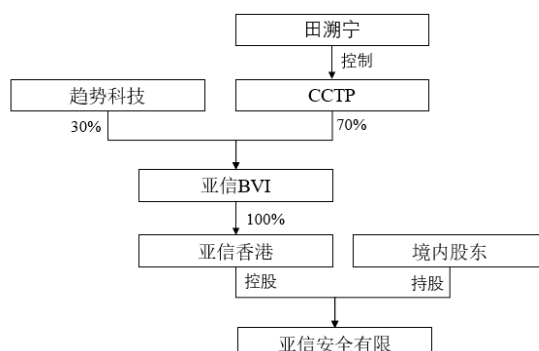 田溯宁
控制
趋势科技
CCTP
30%
70%
亚信BVI
100%
亚信香港
境内股东
控股
持股
亚信安全有限